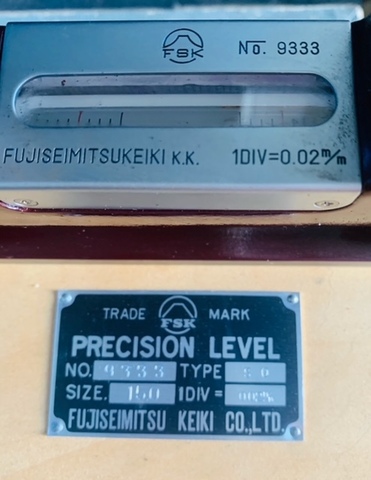 FSK
No. 9333
FUJISEIMITSUKEIKI K.K. 1DIV=0.02m/m
TRADE FSK MARK
PRECISION LEVEL
NO. 9333 TYPE
SIZE. 150 1DIV=
FUJISEIMITSU KEIKI CO.,LTD.